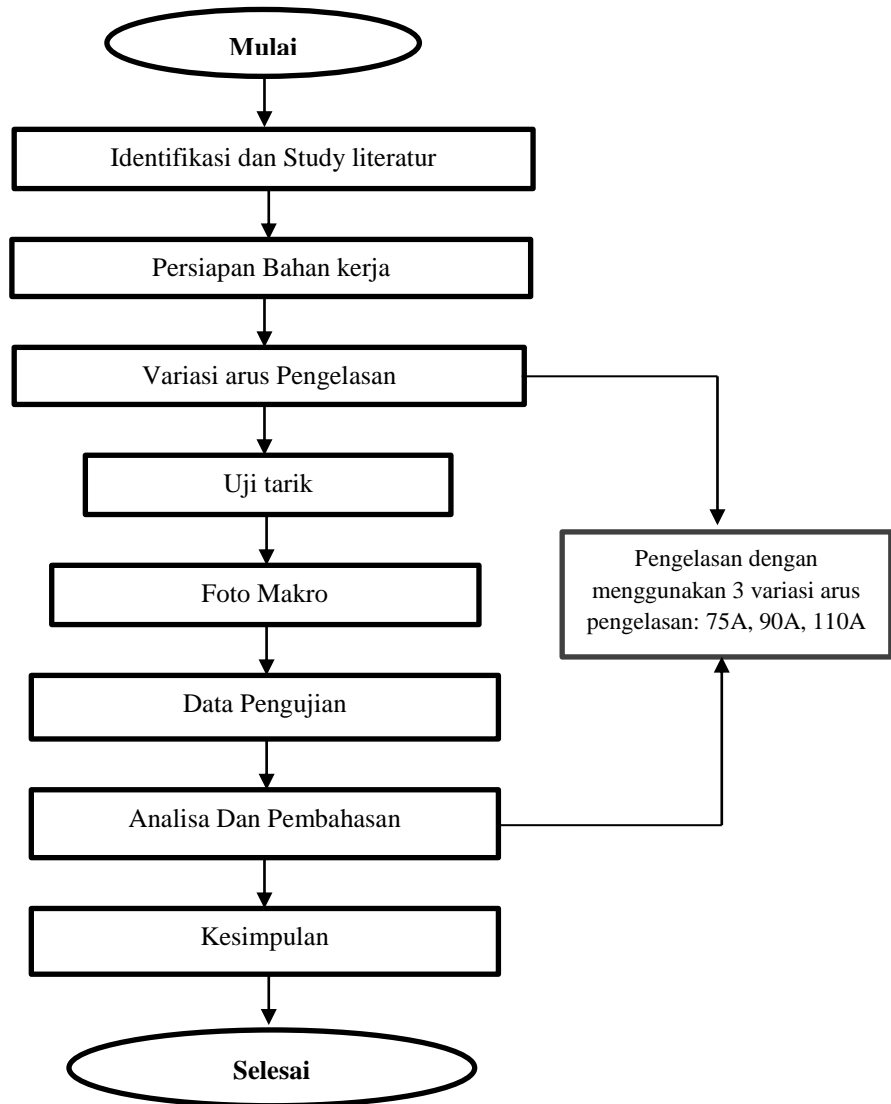 Mulai
Identifikasi dan Study literatur
Persiapan Bahan kerja
Variasi arus Pengelasan
Uji tarik
Foto Makro
Pengelasan dengan
menggunakan 3 variasi arus
pengelasan: 75A, 90A, 110A
Data Pengujian
Analisa Dan Pembahasan
Kesimpulan
Selesai